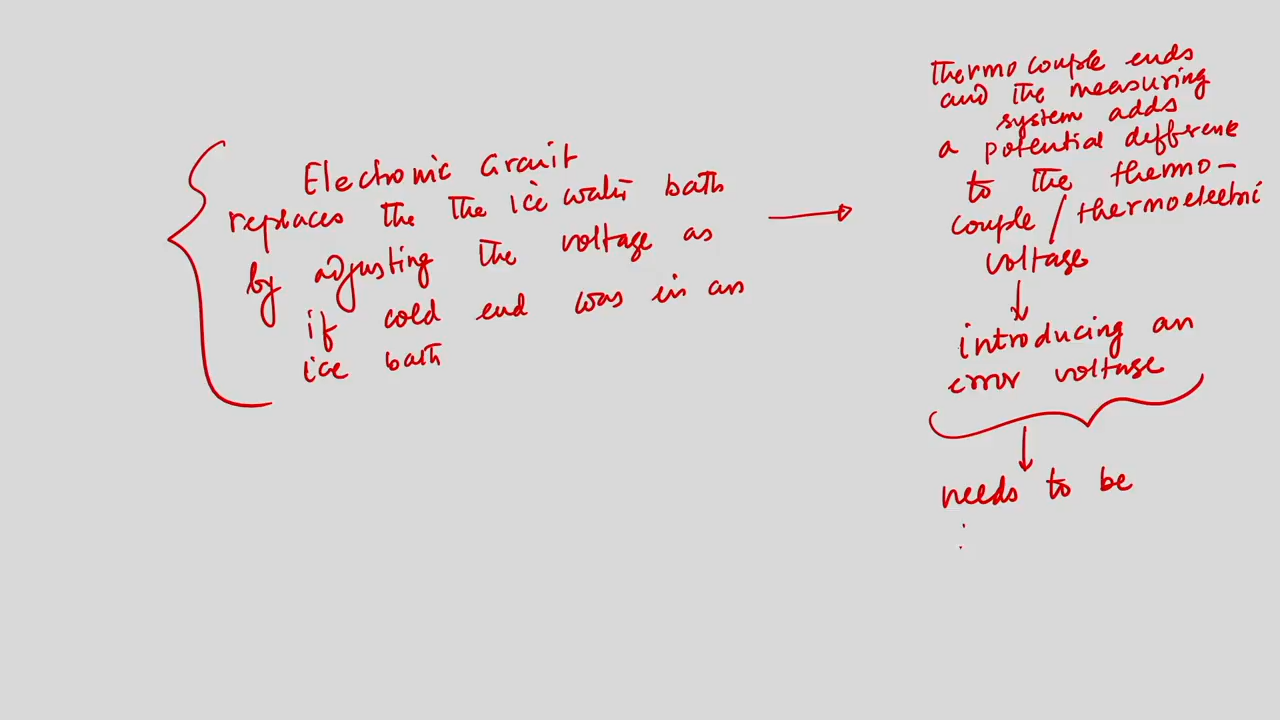 Electronic Circuit
replaces the the ice water bath
by adjusting the voltage as
if cold end was in an
ice bath
thermocouple ends
and the measuring
system adds
a potential difference
to the thermo-
couple / thermoelectric
voltage
introducing an
error voltage
needs to be